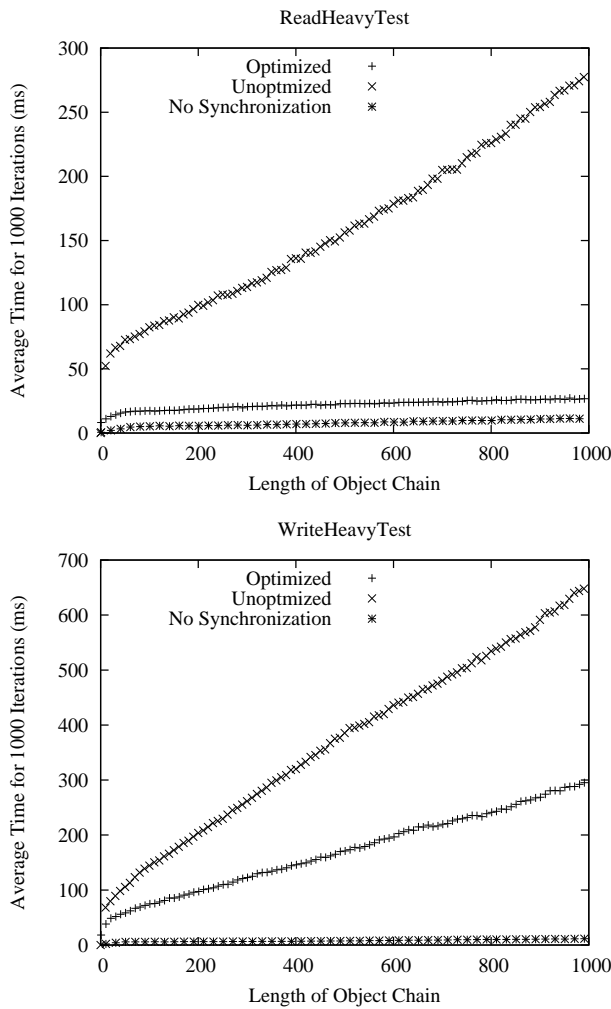 ReadHeavyTest
300
250
200
150
100
50
0
Average Time for 1000 Iterations (ms)
Optimized
Unoptmized
No Synchronization
0 200 400 600 800 1000
Length of Object Chain
WriteHeavyTest
700
600
500
400
300
200
100
0
Average Time for 1000 Iterations (ms)
Optimized
Unoptmized
No Synchronization
0 200 400 600 800 1000
Length of Object Chain